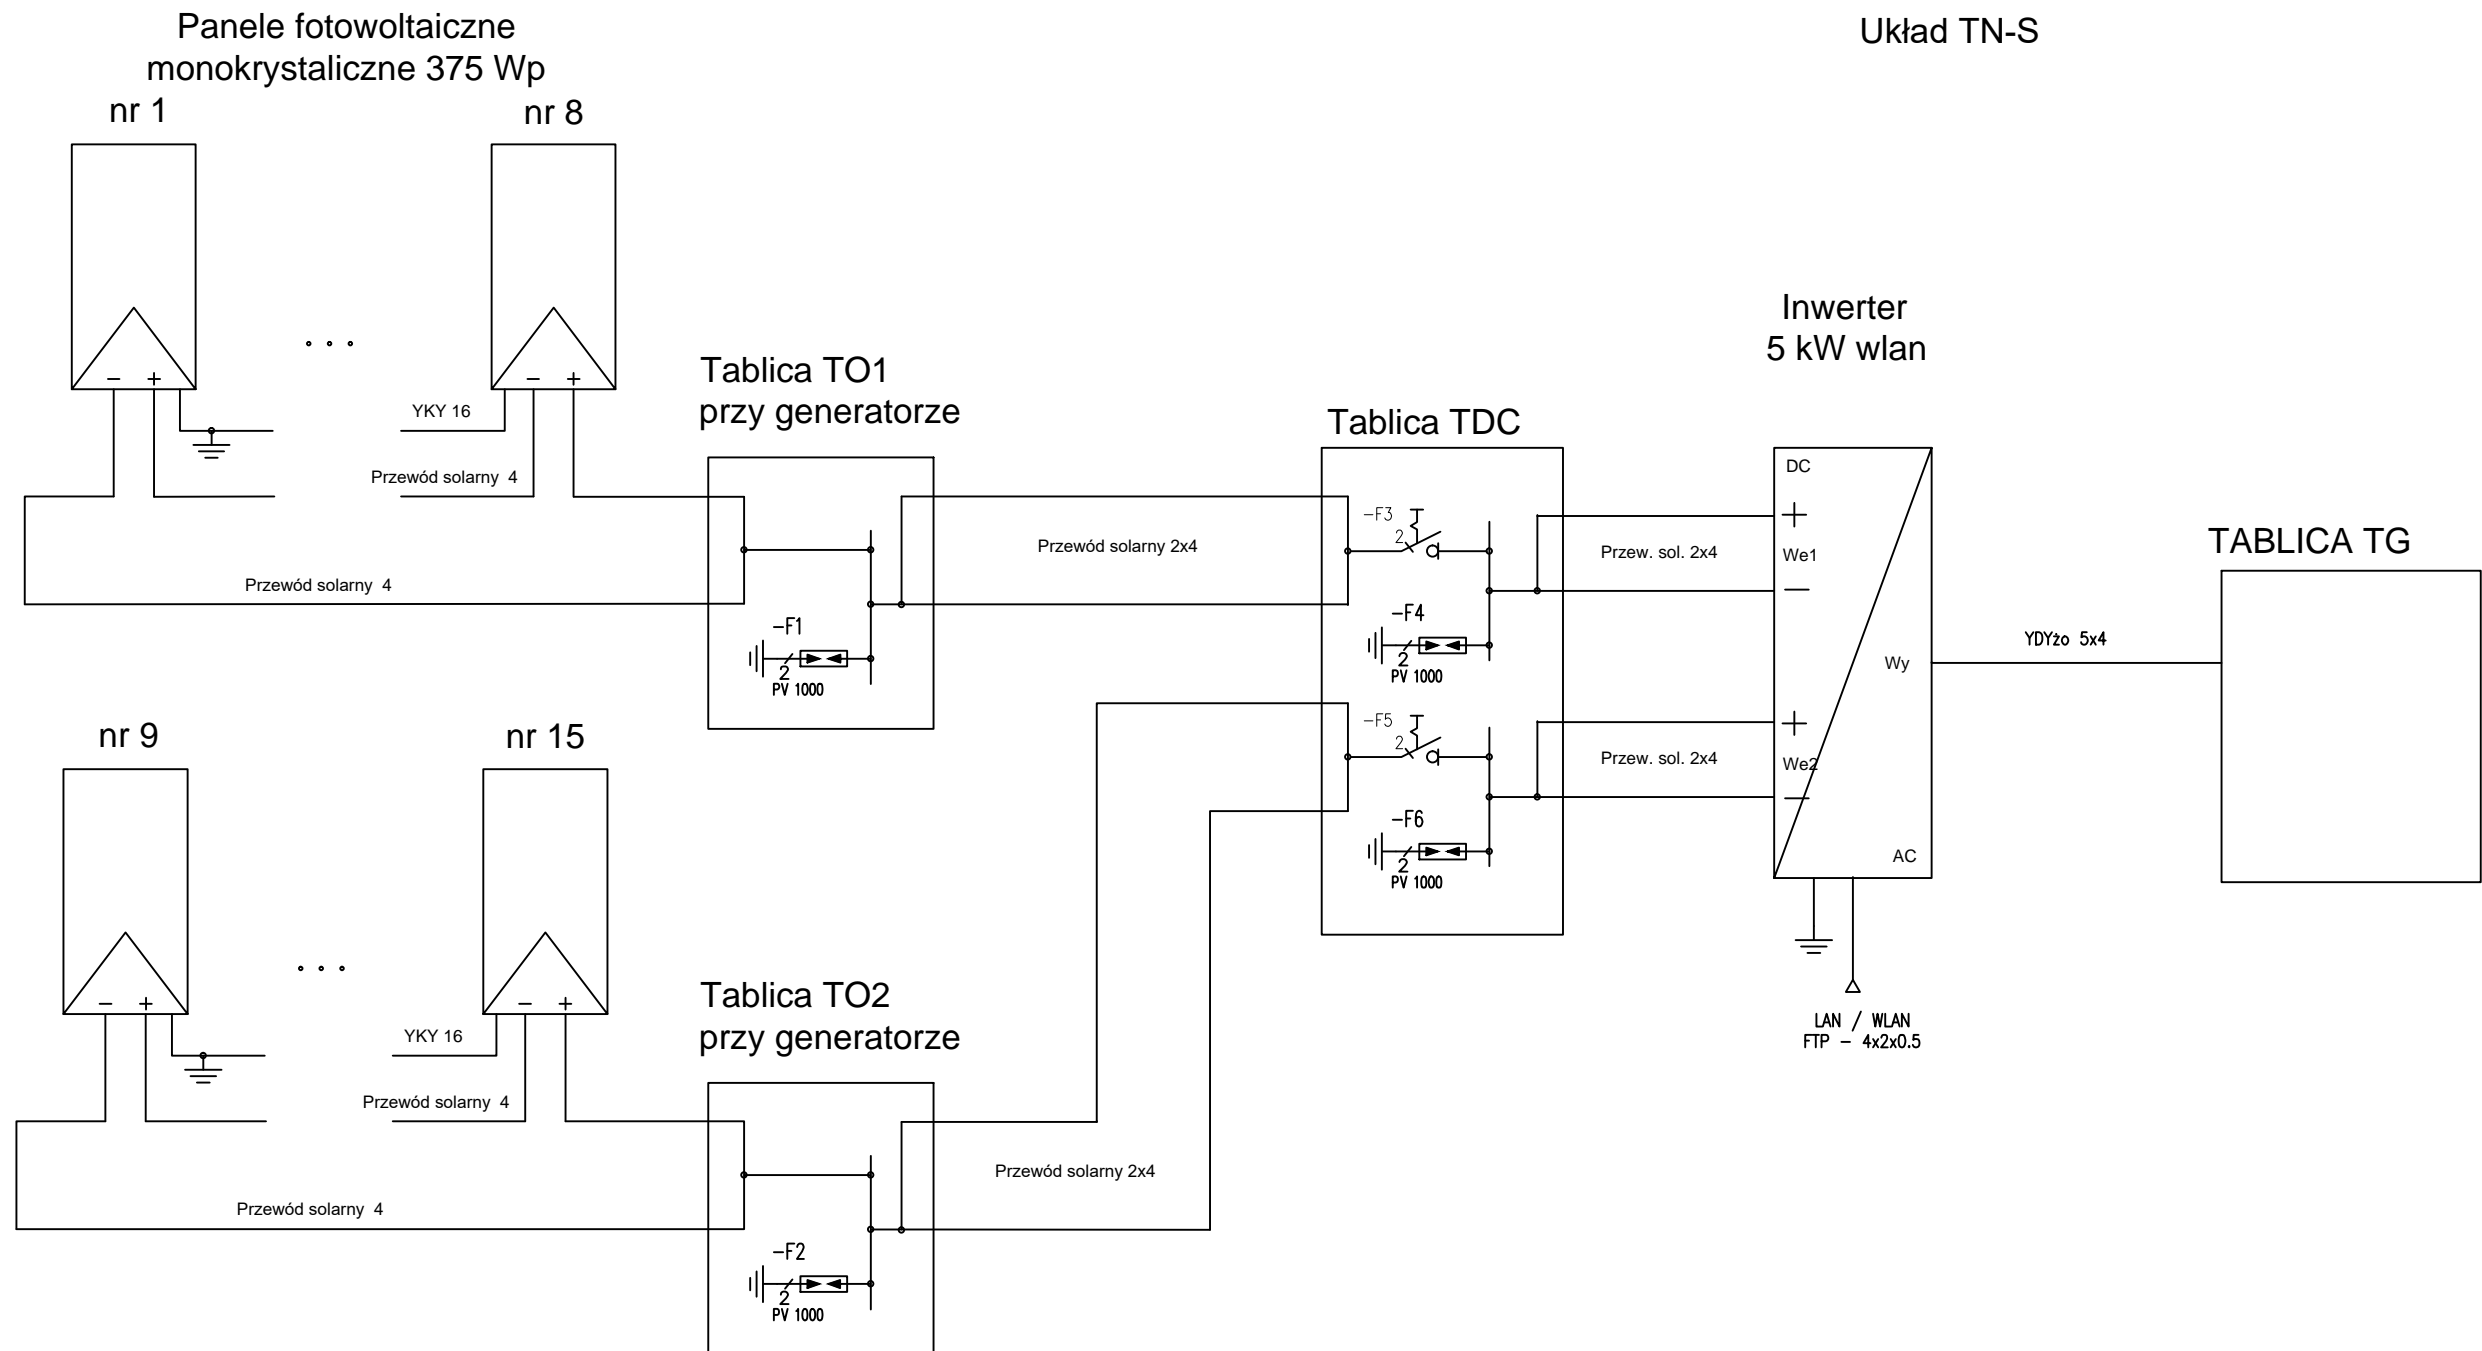 Panele fotowoltaiczne
monokrystaliczne 375 Wp
Układ TN-S
nr 1
nr 8
− +
− +
YKY 16
Przewód solarny 4
Przewód solarny 4
Tablica TO1
przy generatorze
−F1
2
PV 1000
Przewód solarny 2x4
Tablica TDC
−F3
2
−F4
2
PV 1000
−F5
2
−F6
2
PV 1000
Przew. sol. 2x4
Przew. sol. 2x4
Inwerter
5 kW wlan
DC
+
We1
−
Wy
+
We2
−
AC
YDYżo 5x4
TABLICA TG
LAN / WLAN
FTP − 4x2x0.5
nr 9
nr 15
− +
− +
YKY 16
Przewód solarny 4
Przewód solarny 4
Tablica TO2
przy generatorze
−F2
2
PV 1000
Przewód solarny 2x4